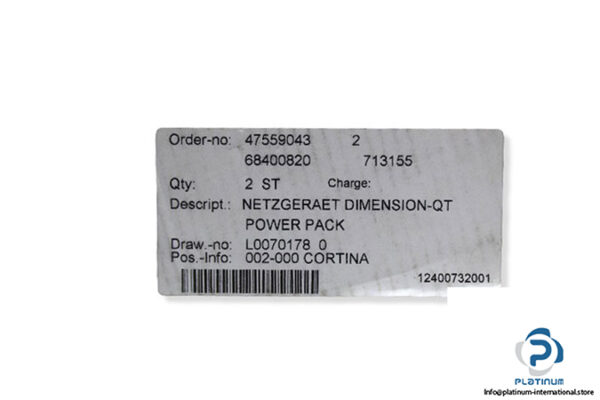 Order-no: 47559043 2
68400820 713155
Qty: 2 ST Charge:
Descript.: NETZGERAET DIMENSION-QT
POWER PACK
Draw.-no: L0070178 0
Pos.-Info: 002-000 CORTINA
12400732001
PLATINUM
Info@platinum-international.store